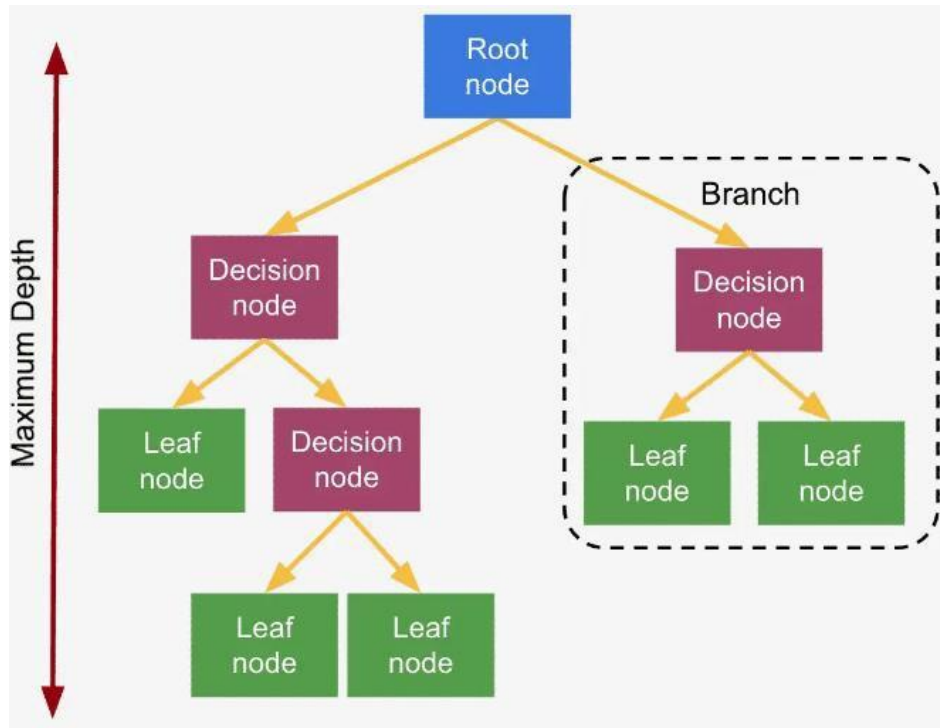 Root
node
Branch
Maximum Depth
Decision
node
Decision
node
Leaf
node
Decision
node
Leaf
node
Leaf
node
Leaf
node
Leaf
node